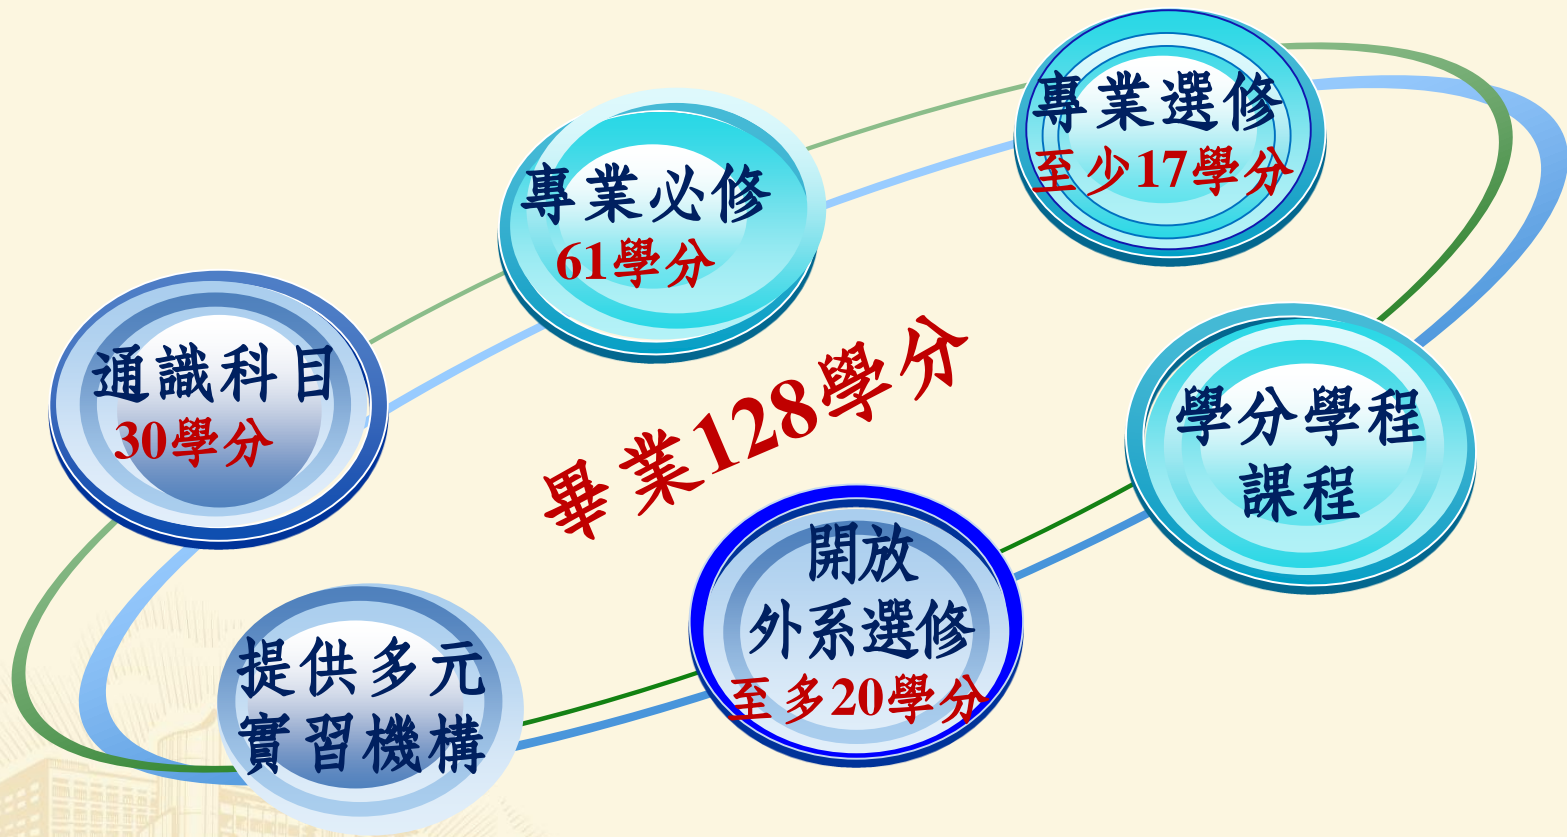 專業選修
至少17學分
專業必修
61學分
通識科目
30學分
畢業128學分
學分學程
課程
開放
外系選修
至多20學分
提供多元
實習機構